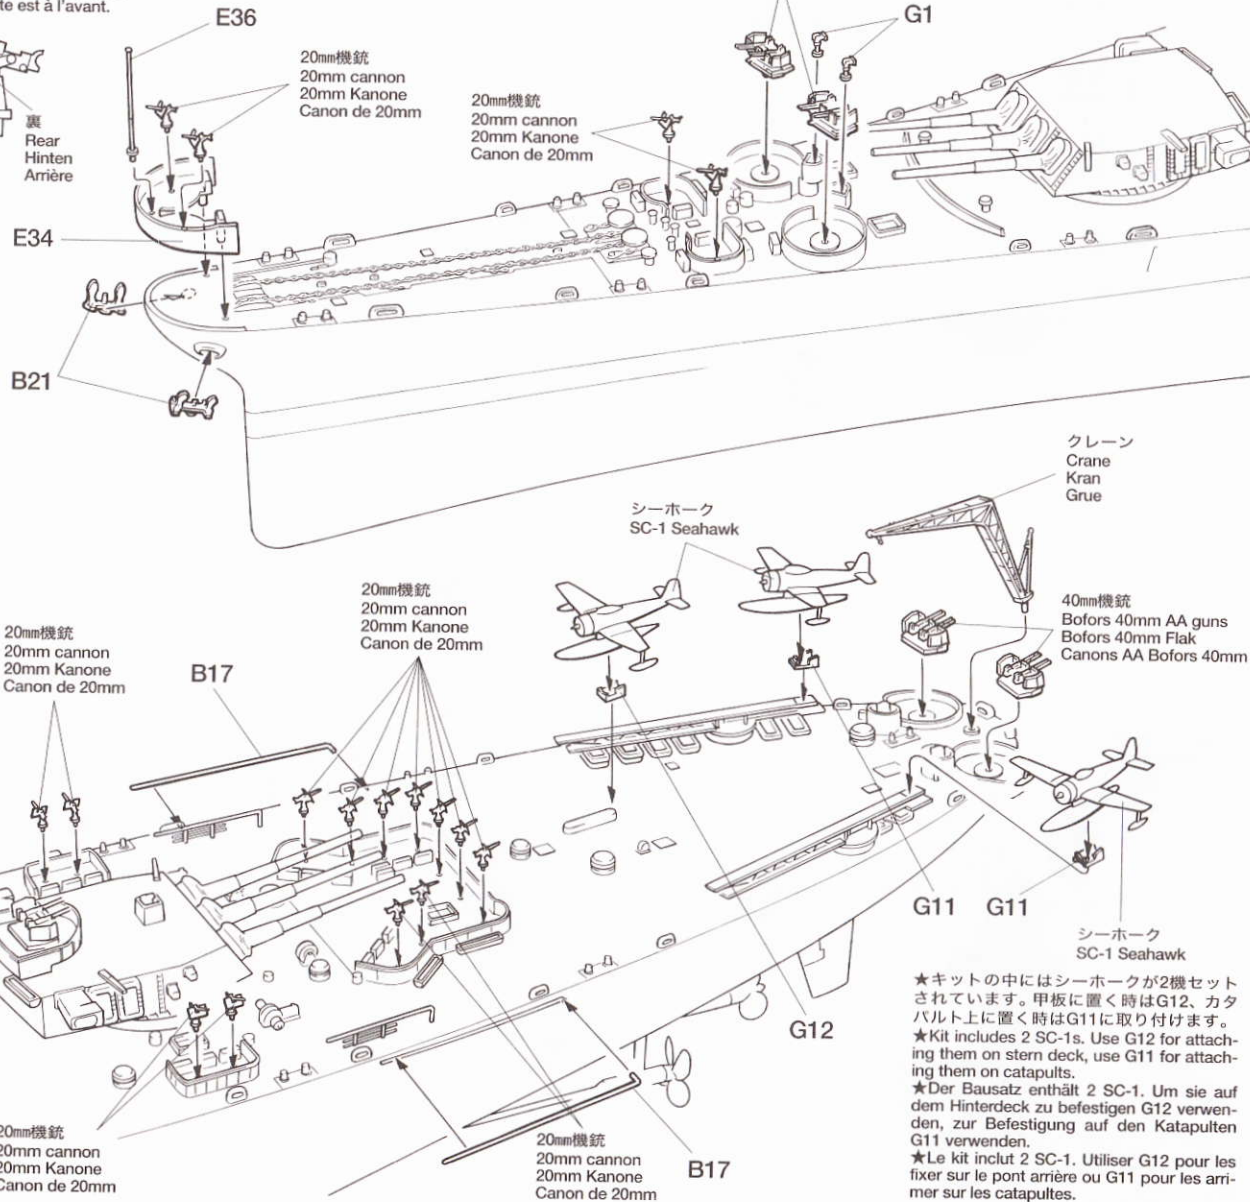 te est à l'avant.
裏
Rear
Hinten
Arrière
E36
20mm機銃
20mm cannon
20mm Kanone
Canon de 20mm
20mm機銃
20mm cannon
20mm Kanone
Canon de 20mm
G1
E34
B21
クレーン
Crane
Kran
Grue
シーホーク
SC-1 Seahawk
20mm機銃
20mm cannon
20mm Kanone
Canon de 20mm
40mm機銃
Bofors 40mm AA guns
Bofors 40mm Flak
Canons AA Bofors 40mm
20mm機銃
20mm cannon
20mm Kanone
Canon de 20mm
B17
G11
G11
シーホーク
SC-1 Seahawk
G12
20mm機銃
20mm cannon
20mm Kanone
Canon de 20mm
20mm機銃
20mm cannon
20mm Kanone
Canon de 20mm
B17
★キットの中にはシーホークが2機セット
されています。甲板に置く時はG12、カタ
パルト上に置く時はG11に取り付けます。
★Kit includes 2 SC-1s. Use G12 for attach-
ing them on stern deck, use G11 for attach-
ing them on catapults.
★Der Bausatz enthält 2 SC-1. Um sie auf
dem Hinterdeck zu befestigen G12 verwen-
den, zur Befestigung auf den Katapulten
G11 verwenden.
★Le kit inclut 2 SC-1. Utiliser G12 pour les
fixer sur le pont arrière ou G11 pour les arri-
mer sur les catapultes.